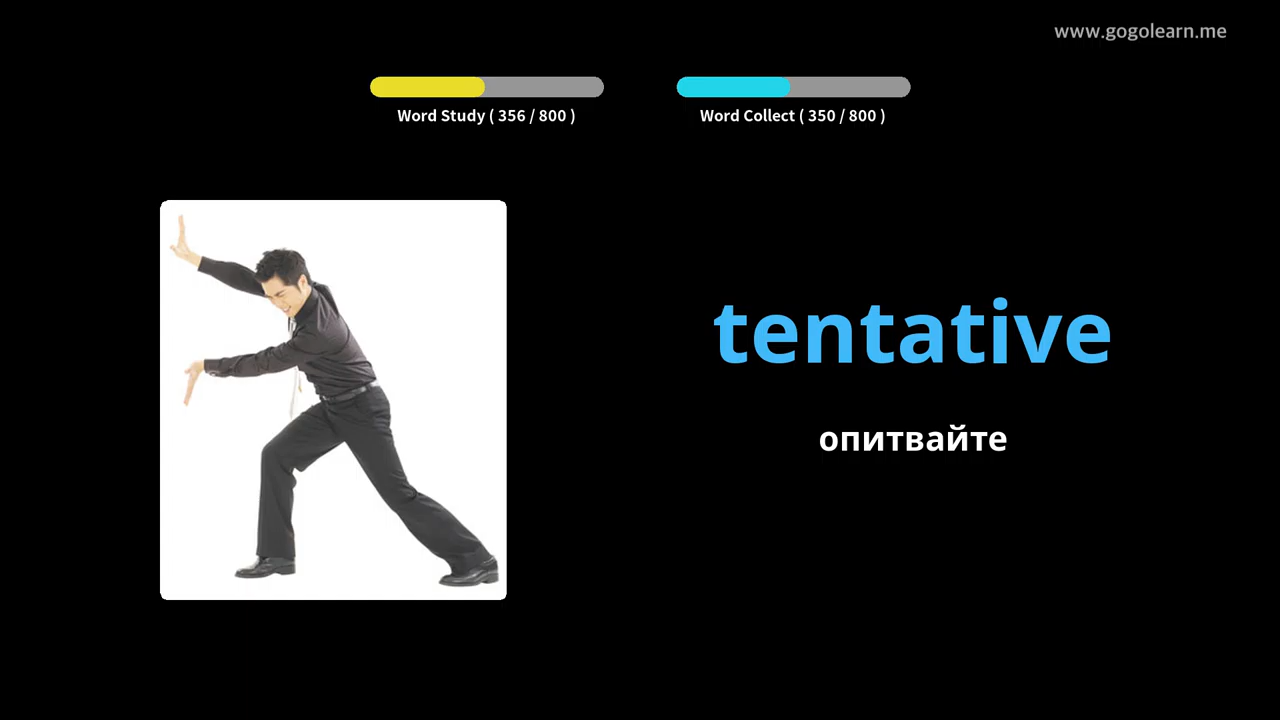 www.gogolearn.me
Word Study ( 356 / 800 )
Word Collect ( 350 / 800 )
tentative
опитвайте